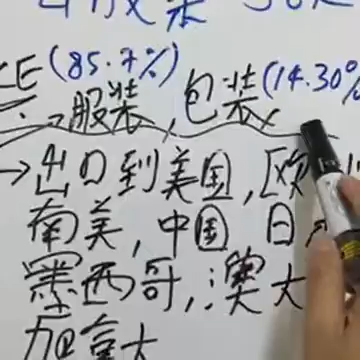 CE (85.7%)
→服装, 包装 (14.30%
→出口到美国, 欧
南美, 中国 日
墨西哥, 澳大
加拿大